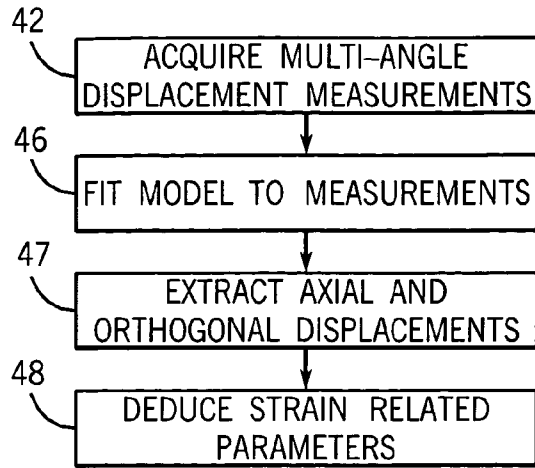 42
ACQUIRE MULTI-ANGLE
DISPLACEMENT MEASUREMENTS
46
FIT MODEL TO MEASUREMENTS
47
EXTRACT AXIAL AND
ORTHOGONAL DISPLACEMENTS
48
DEDUCE STRAIN RELATED
PARAMETERS